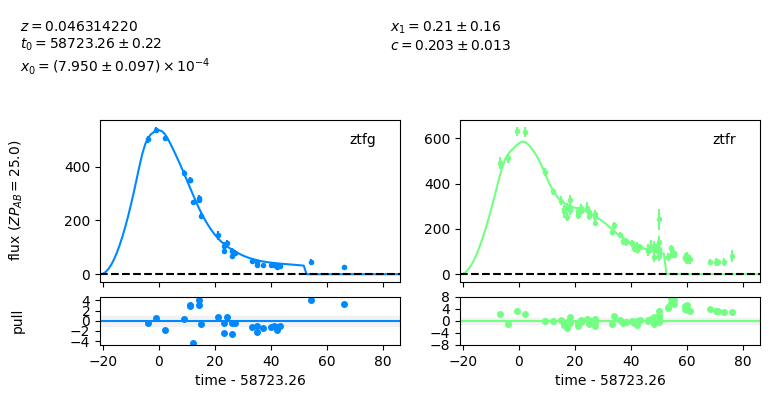 z = 0.046314220
t₀ = 58723.26 ± 0.22
x₀ = (7.950 ± 0.097) × 10⁻⁴
x₁ = 0.21 ± 0.16
c = 0.203 ± 0.013
flux (ZP_AB = 25.0)
400
200
0
ztfg
600
400
200
0
ztfr
pull
4
2
0
−2
−4
−20
0
20
40
60
80
time - 58723.26
8
4
0
−4
−8
−20
0
20
40
60
80
time - 58723.26